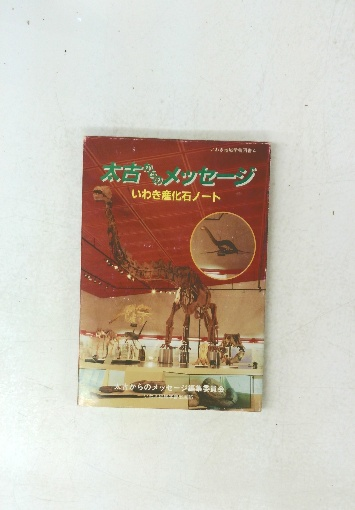 太古からのメッセージ
いわき産化石ノート
太古からのメッセージ編集委員会